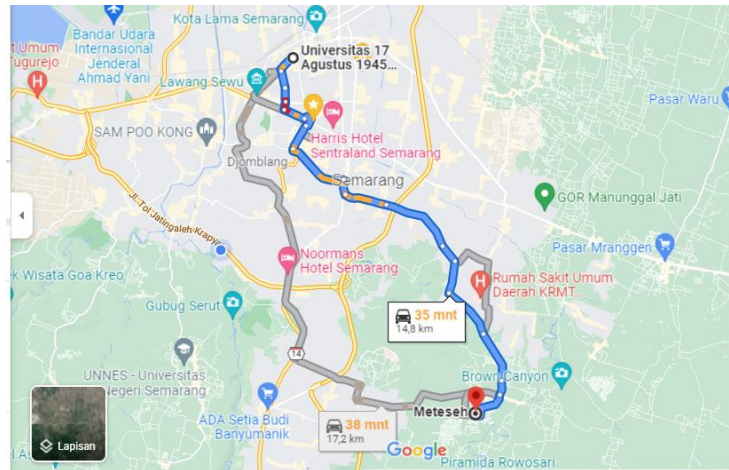 Kota Lama Semarang
Bandar Udara
Internasional
Jenderal
Ahmad Yani
Universitas 17
Agustus 1945...
it Umum
ugurejo
Lawang Sewu
Pasar Waru
SAM POO KONG
Harris Hotel
Sentraland Semarang
Djomblang
Semarang
GOR Manunggal Jati
Jl. Tol Jatingaleh Krapya
Pasar Mranggen
Noormans
Hotel Semarang
Rumah Sakit Umum
Daerah KRMT...
k Wisata Goa Kreo
Gubug Serut
35 mnt
14,8 km
14
UNNES - Universitas
Negeri Semarang
Brown Canyon
Meteseh
ADA Setia Budi
Banyumanik
38 mnt
17,2 km
Lapisan
Google
Piramida Rowosari